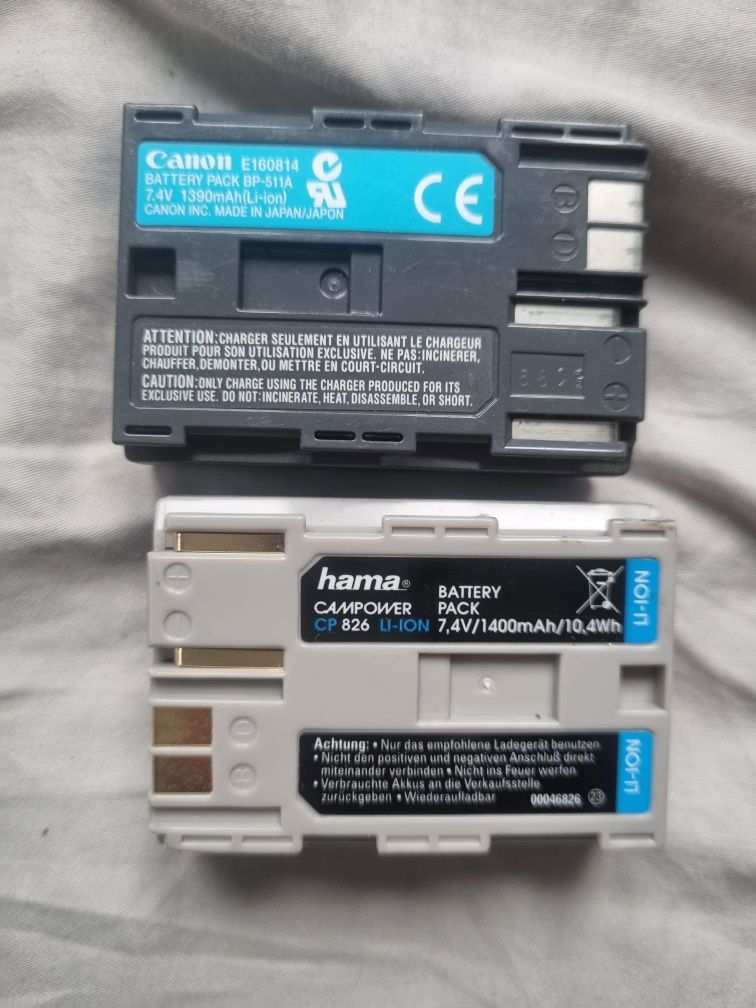 Canon E160814
BATTERY PACK BP-511A
7.4V 1390mAh(Li-ion)
CANON INC. MADE IN JAPAN/JAPON
CE
B
D
ATTENTION:CHARGER SEULEMENT EN UTILISANT LE CHARGEUR
PRODUIT POUR SON UTILISATION EXCLUSIVE. NE PAS:INCINERER,
CHAUFFER,DEMONTER,OU METTRE EN COURT-CIRCUIT.
CAUTION:ONLY CHARGE USING THE CHARGER PRODUCED FOR ITS
EXCLUSIVE USE. DO NOT:INCINERATE, HEAT, DISASSEMBLE, OR SHORT.
−
+
+
−
hama®
CAMPOWER
CP 826 LI-ION
BATTERY
PACK
7,4V/1400mAh/10,4Wh
LI-ION
D
B
Achtung: • Nur das empfohlene Ladegerät benutzen
• Nicht den positiven und negativen Anschluß direkt
miteinander verbinden • Nicht ins Feuer werfen
• Verbrauchte Akkus an die Verkaufsstelle
zurückgeben • Wiederaufladbar 00046826 23
LI-ION